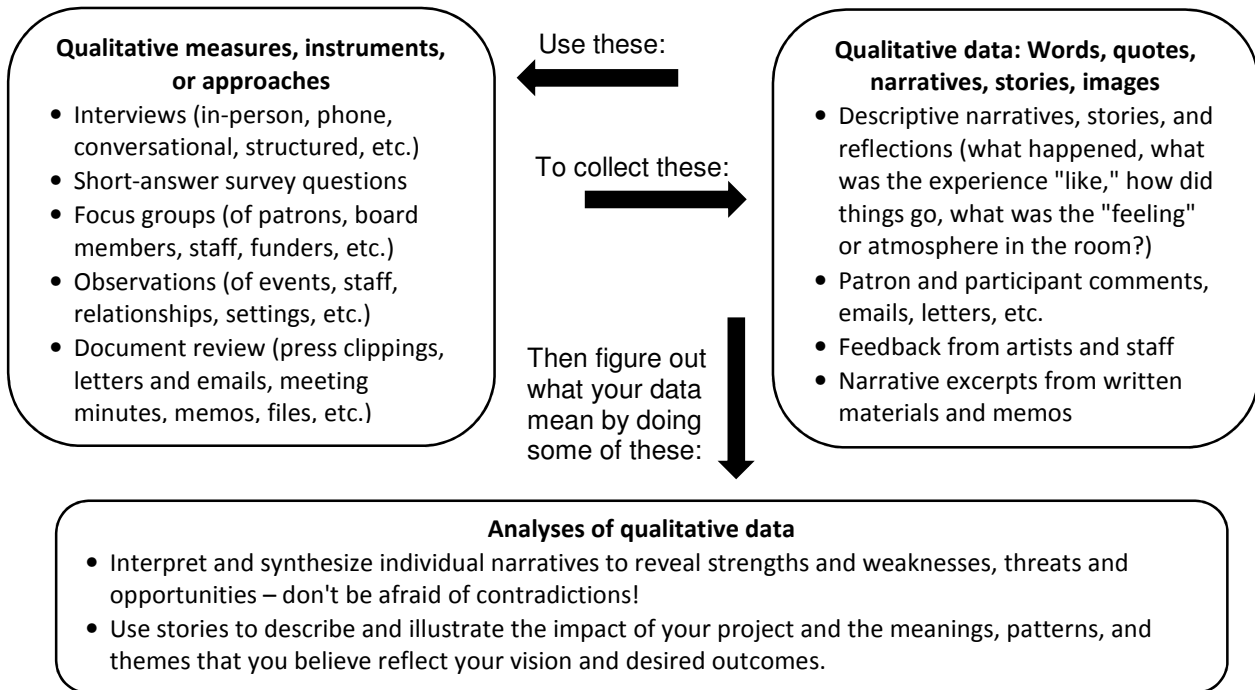 Qualitative measures, instruments,
or approaches
• Interviews (in-person, phone,
conversational, structured, etc.)
• Short-answer survey questions
• Focus groups (of patrons, board
members, staff, funders, etc.)
• Observations (of events, staff,
relationships, settings, etc.)
• Document review (press clippings,
letters and emails, meeting
minutes, memos, files, etc.)
Use these:
To collect these:
Qualitative data: Words, quotes,
narratives, stories, images
• Descriptive narratives, stories, and
reflections (what happened, what
was the experience "like," how did
things go, what was the "feeling"
or atmosphere in the room?)
• Patron and participant comments,
emails, letters, etc.
• Feedback from artists and staff
• Narrative excerpts from written
materials and memos
Then figure out
what your data
mean by doing
some of these:
Analyses of qualitative data
• Interpret and synthesize individual narratives to reveal strengths and weaknesses, threats and
opportunities – don't be afraid of contradictions!
• Use stories to describe and illustrate the impact of your project and the meanings, patterns, and
themes that you believe reflect your vision and desired outcomes.